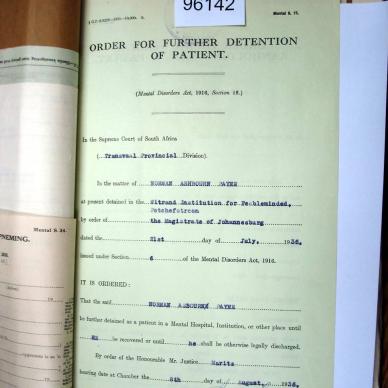 96142
Mental S. 15.
ORDER FOR FURTHER DETENTION
OF PATIENT.
(Mental Disorders Act, 1916, Section 18.)
In the Supreme Court of South Africa
(Transvaal Provincial Division).
In the matter of NORMAN ASHBOURN PAYEE
at present detained in the Witrand Institution for Feebleminded,
Potchefstroom
by order of the Magistrate of Johannesburg
dated the 21st day of July, 1936,
issued under Section 6 of the Mental Disorders Act, 1916.
IT IS ORDERED:
That the said NORMAN ASHBOURN PAYEE
be further detained as a patient in a Mental Hospital, Institution, or other place until
HE be recovered or until he shall be otherwise legally discharged.
By order of the Honourable Mr. Justice Maritz
bearing date at Chamber the 8th day of August, 1936.
Mental S. 24.
PNEMING.